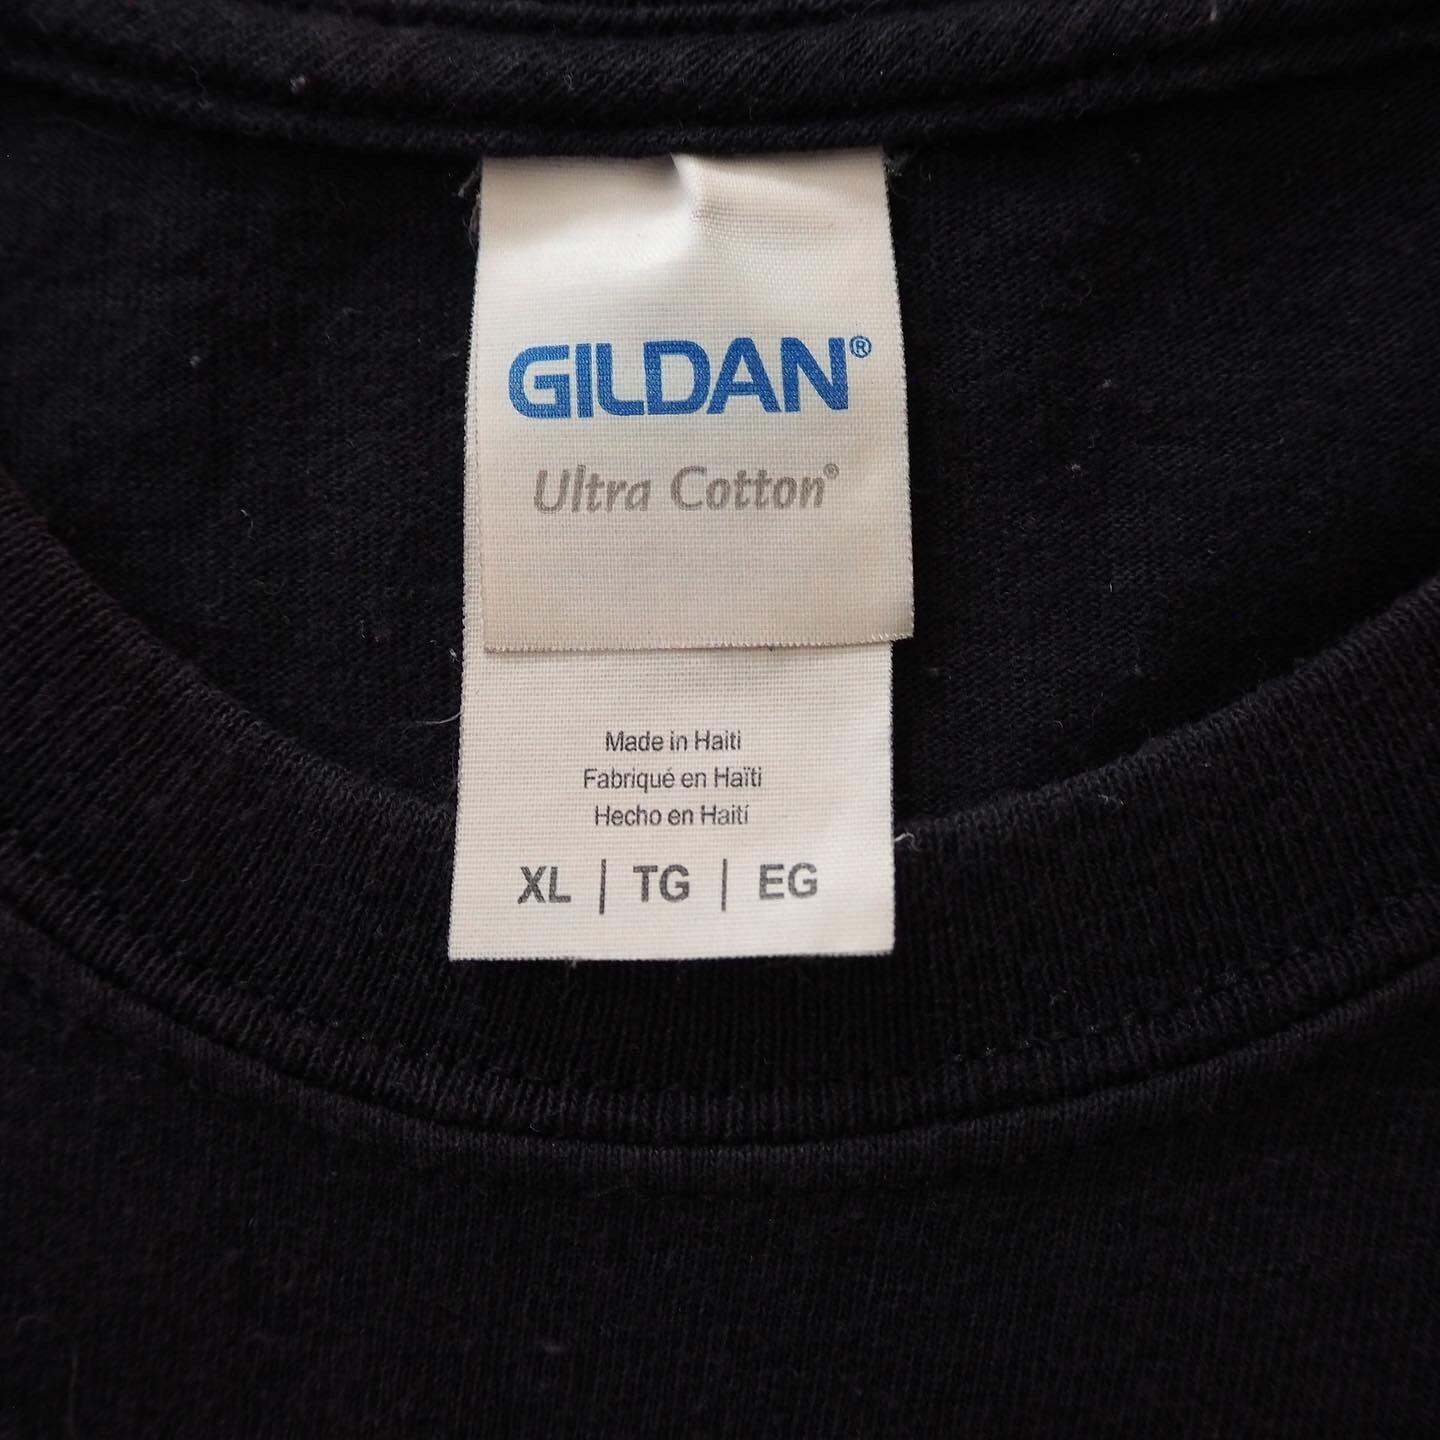 GILDAN®
Ultra Cotton®
Made in Haiti
Fabriqué en Haïti
Hecho en Haití
XL | TG | EG